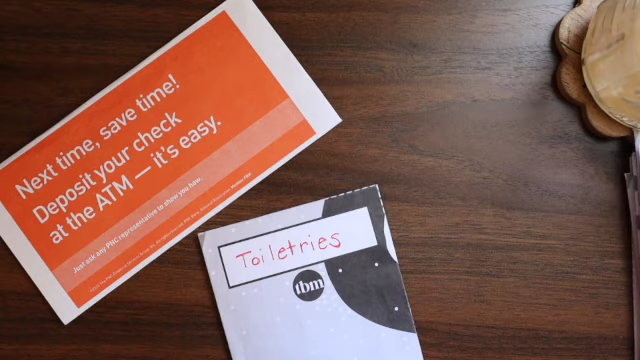 Next time, save time!
Deposit your check
at the ATM — it's easy.
Just ask any PNC representative to show you how.
Toiletries
tbm